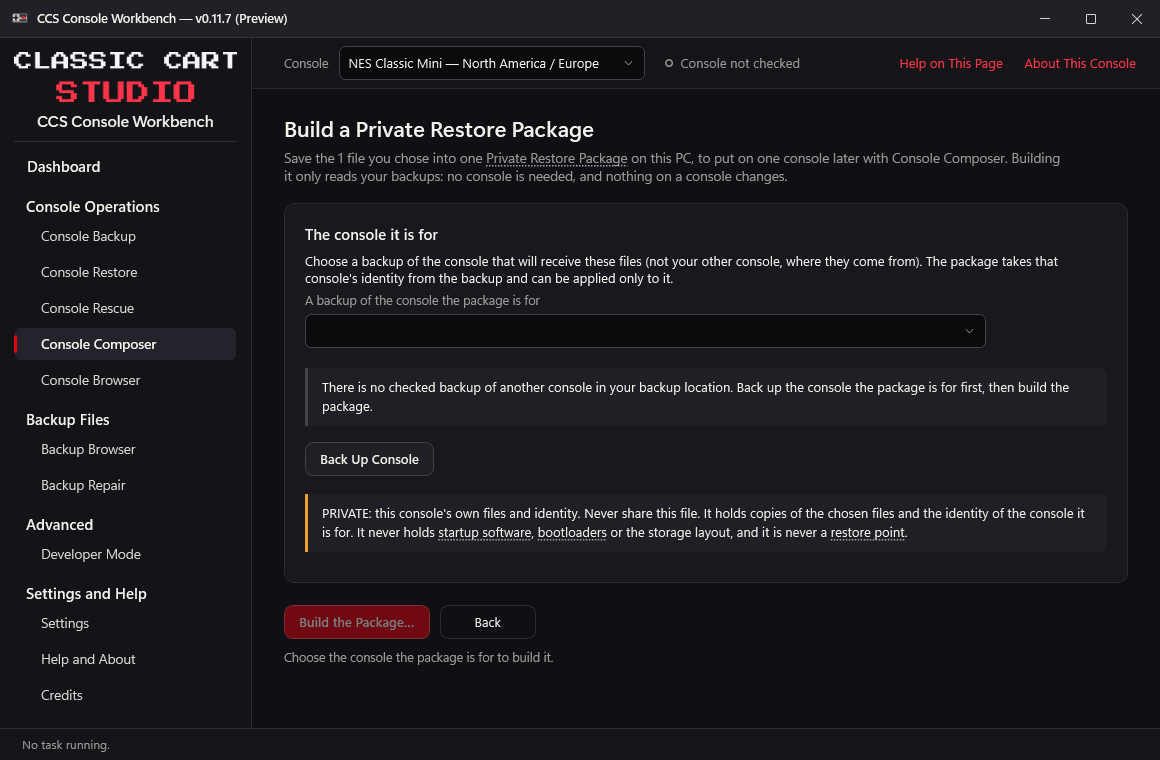 CCS Console Workbench — v0.11.7 (Preview)
CLASSIC CART
STUDIO
CCS Console Workbench
Dashboard
Console Operations
Console Backup
Console Restore
Console Rescue
Console Composer
Console Browser
Backup Files
Backup Browser
Backup Repair
Advanced
Developer Mode
Settings and Help
Settings
Help and About
Credits
Console
NES Classic Mini — North America / Europe
Console not checked
Help on This Page
About This Console
Build a Private Restore Package
Save the 1 file you chose into one Private Restore Package on this PC, to put on one console later with Console Composer. Building
it only reads your backups: no console is needed, and nothing on a console changes.
The console it is for
Choose a backup of the console that will receive these files (not your other console, where they come from). The package takes that
console's identity from the backup and can be applied only to it.
A backup of the console the package is for
There is no checked backup of another console in your backup location. Back up the console the package is for first, then build the
package.
Back Up Console
PRIVATE: this console's own files and identity. Never share this file. It holds copies of the chosen files and the identity of the console it
is for. It never holds startup software, bootloaders or the storage layout, and it is never a restore point.
Build the Package...
Back
Choose the console the package is for to build it.
No task running.